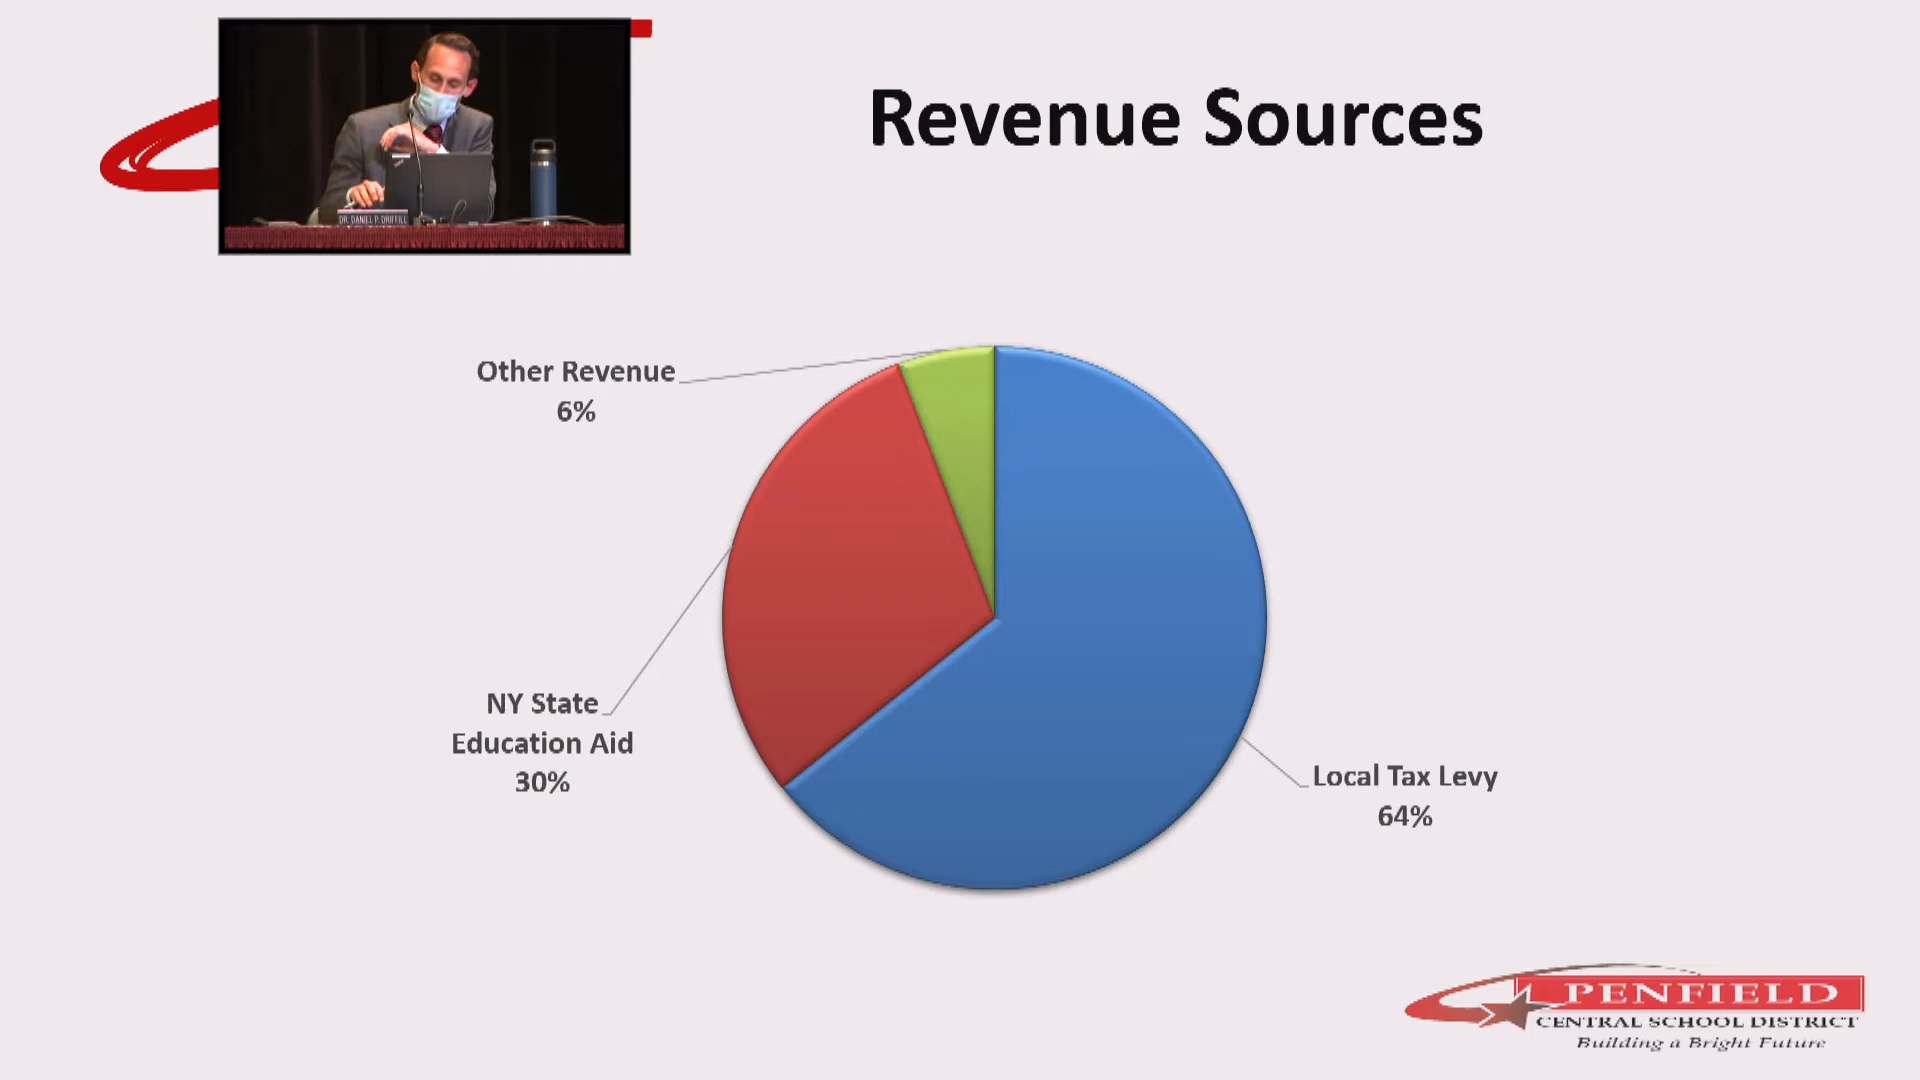 Revenue Sources
DR. DANIEL P. DRIFFILL
Other Revenue
6%
NY State
Education Aid
30%
Local Tax Levy
64%
PENFIELD
CENTRAL SCHOOL DISTRICT
Building a Bright Future